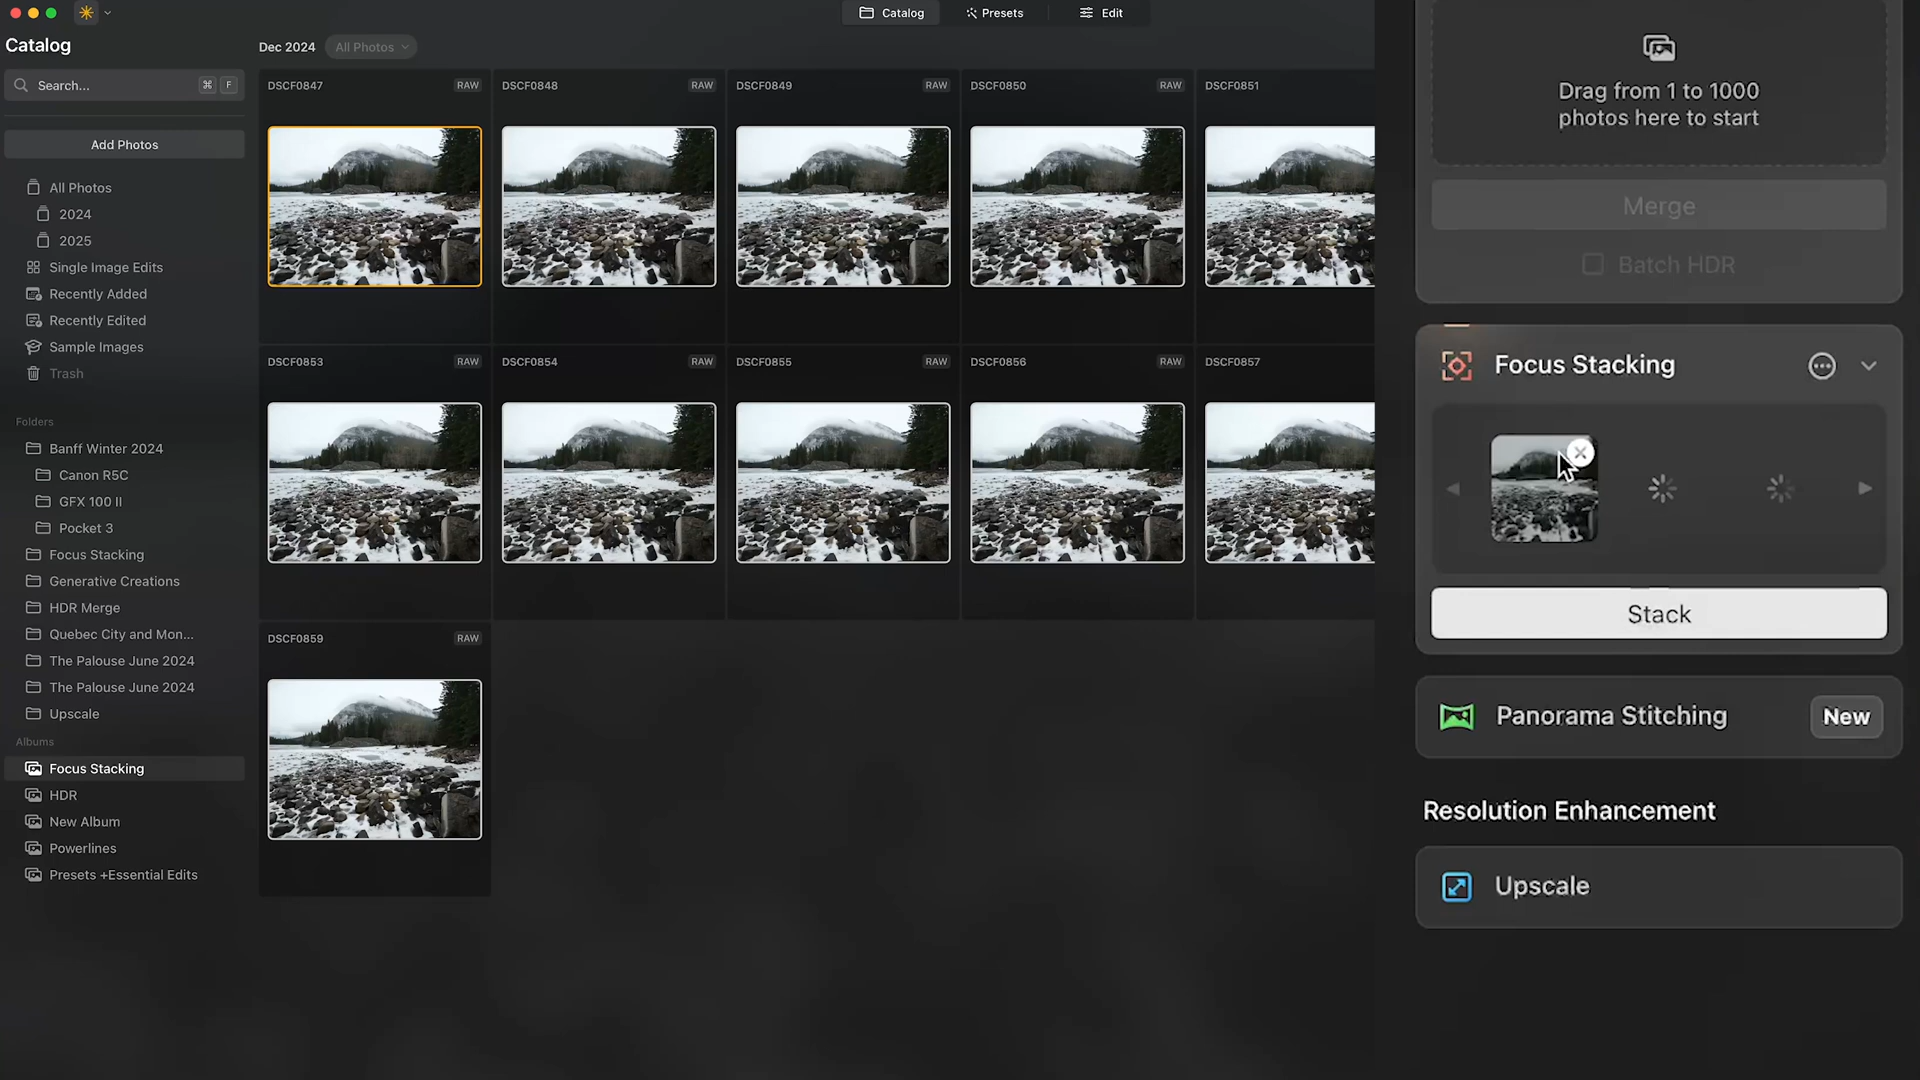 Catalog
Presets
Edit
Catalog
Dec 2024
All Photos
Search...
⌘
F
Add Photos
All Photos
2024
2025
Single Image Edits
Recently Added
Recently Edited
Sample Images
Trash
Folders
Banff Winter 2024
Canon R5C
GFX 100 II
Pocket 3
Focus Stacking
Generative Creations
HDR Merge
Quebec City and Mon...
The Palouse June 2024
The Palouse June 2024
Upscale
Albums
Focus Stacking
HDR
New Album
Powerlines
Presets +Essential Edits
DSCF0847 RAW
DSCF0848 RAW
DSCF0849 RAW
DSCF0850 RAW
DSCF0851
DSCF0853 RAW
DSCF0854 RAW
DSCF0855 RAW
DSCF0856 RAW
DSCF0857
DSCF0859 RAW
Drag from 1 to 1000
photos here to start
Merge
Batch HDR
Focus Stacking
Stack
Panorama Stitching
New
Resolution Enhancement
Upscale